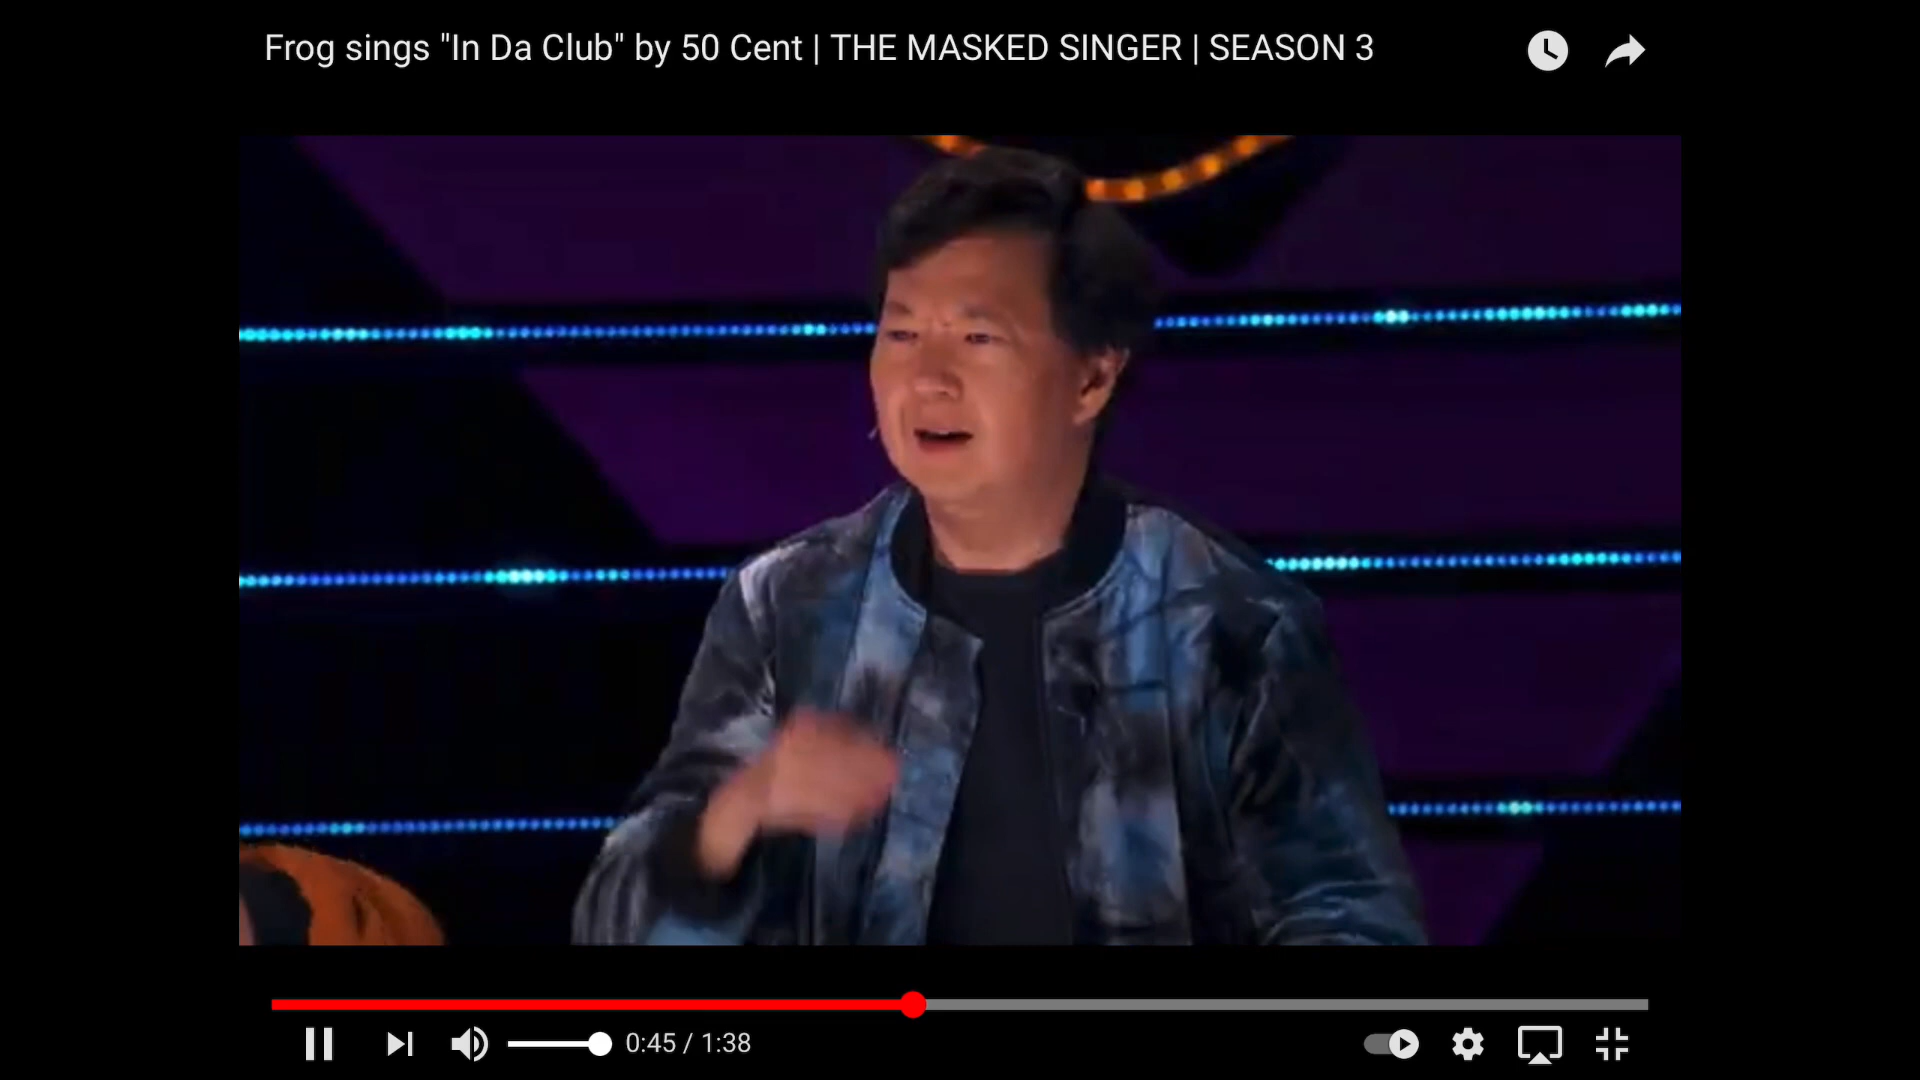 Frog sings "In Da Club" by 50 Cent | THE MASKED SINGER | SEASON 3
0:45 / 1:38